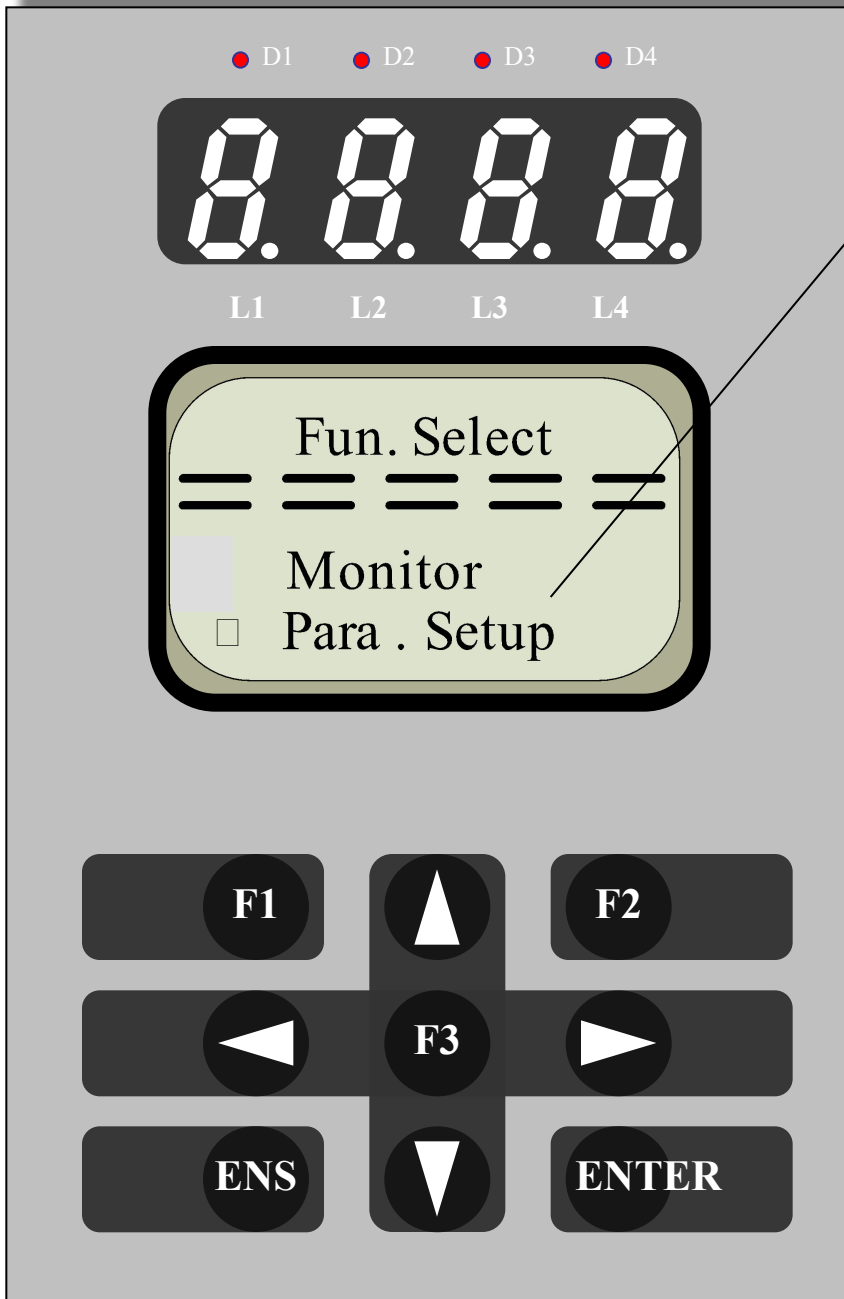 D1 D2 D3 D4
8.8.8.8.
L1 L2 L3 L4
Fun. Select
Monitor
Para . Setup
F1 F2
F3
ENS ENTER